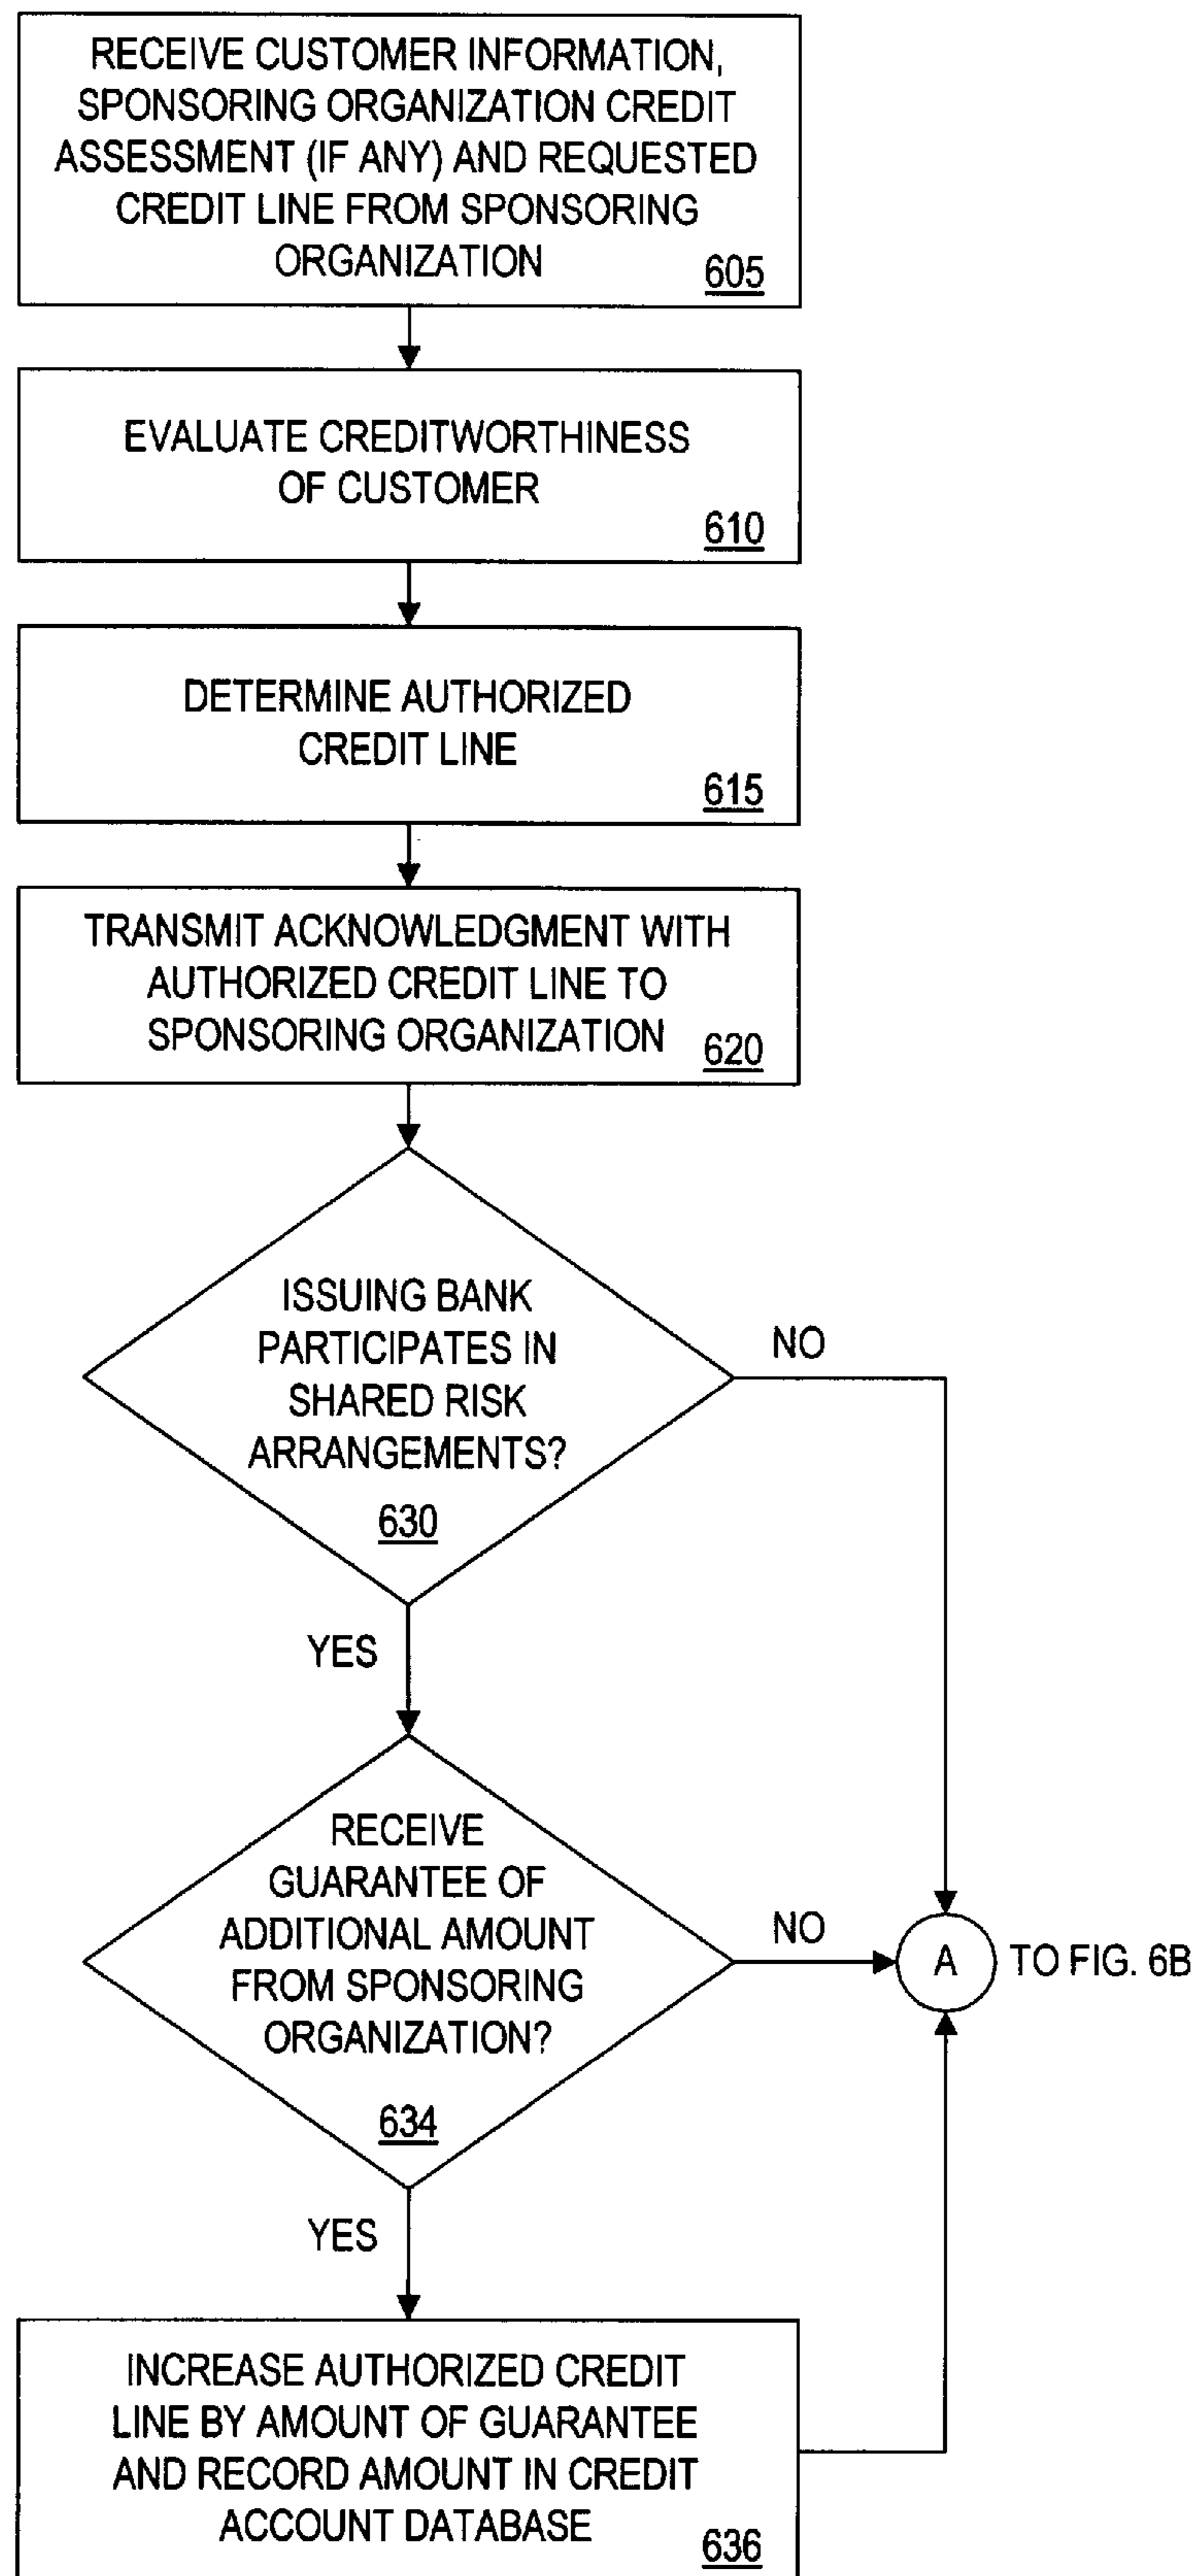 RECEIVE CUSTOMER INFORMATION,
SPONSORING ORGANIZATION CREDIT
ASSESSMENT (IF ANY) AND REQUESTED
CREDIT LINE FROM SPONSORING
ORGANIZATION
605
EVALUATE CREDITWORTHINESS
OF CUSTOMER
610
DETERMINE AUTHORIZED
CREDIT LINE
615
TRANSMIT ACKNOWLEDGMENT WITH
AUTHORIZED CREDIT LINE TO
SPONSORING ORGANIZATION
620
ISSUING BANK
PARTICIPATES IN
SHARED RISK
ARRANGEMENTS?
630
NO
YES
RECEIVE
GUARANTEE OF
ADDITIONAL AMOUNT
FROM SPONSORING
ORGANIZATION?
634
NO
A
TO FIG. 6B
YES
INCREASE AUTHORIZED CREDIT
LINE BY AMOUNT OF GUARANTEE
AND RECORD AMOUNT IN CREDIT
ACCOUNT DATABASE
636